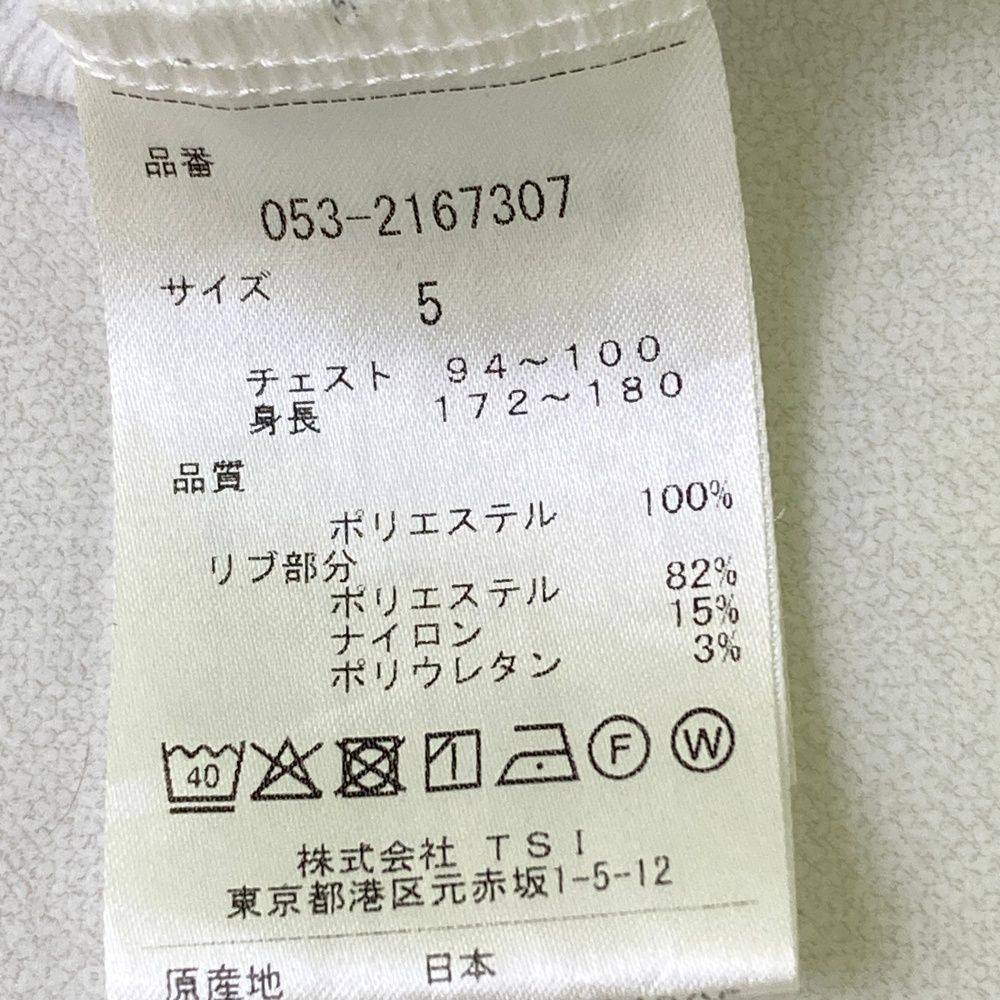 品番
053-2167307
サイズ 5
チェスト 94~100
身長 172~180
品質
ポリエステル 100%
リブ部分
ポリエステル 82%
ナイロン 15%
ポリウレタン 3%
40 F W
株式会社 TSI
東京都港区元赤坂1-5-12
原産地 日本